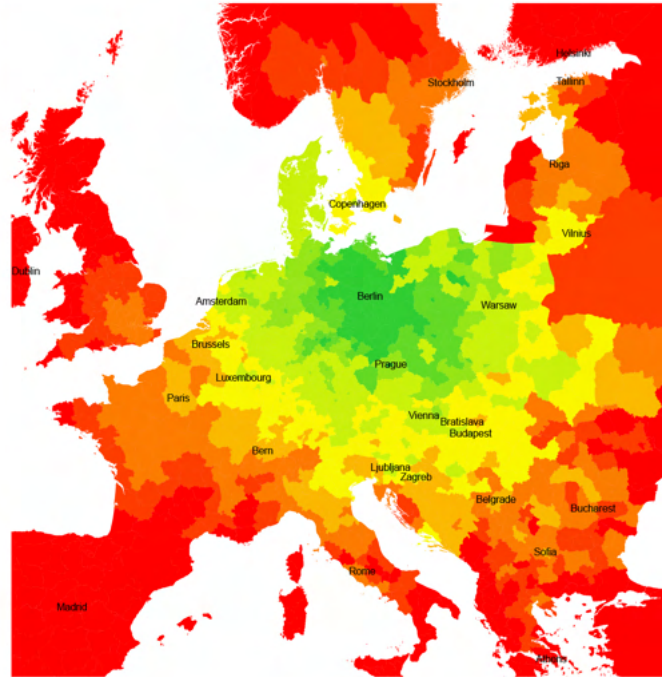 Helsinki
Stockholm
Tallinn
Riga
Copenhagen
Vilnius
Dublin
Berlin
Amsterdam
Warsaw
Brussels
Prague
Luxembourg
Paris
Vienna
Bratislava
Budapest
Bern
Ljubljana
Zagreb
Belgrade
Bucharest
Sofia
Rome
Madrid
Athens